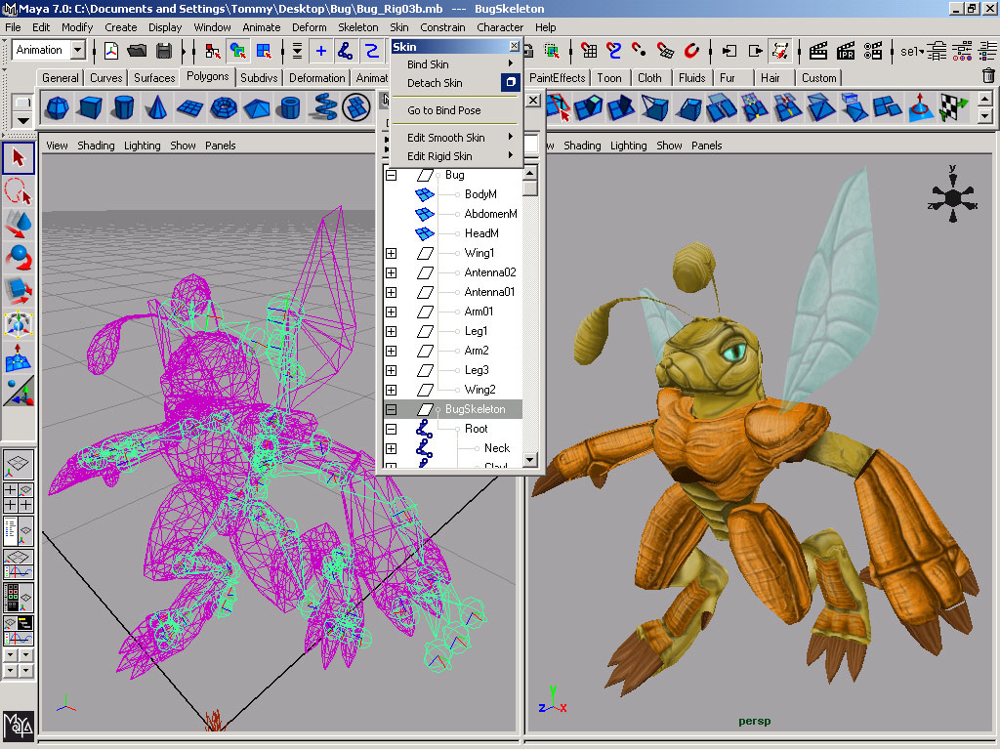 Maya 7.0: C:\Documents and Settings\Tommy\Desktop\Bug\Bug_Rig03b.mb --- BugSkeleton
File Edit Modify Create Display Window Animate Deform Skeleton Skin Constrain Character Help
Animation
sel
Skin
Bind Skin
Detach Skin
Go to Bind Pose
Edit Smooth Skin
Edit Rigid Skin
General Curves Surfaces Polygons Subdivs Deformation Animat PaintEffects Toon Cloth Fluids Fur Hair Custom
View Shading Lighting Show Panels
w Shading Lighting Show Panels
Bug
BodyM
AbdomenM
HeadM
Wing1
Antenna02
Antenna01
Arm01
Leg1
Arm2
Leg3
Wing2
BugSkeleton
Root
Neck
y
z x
y
z x
persp
IPR
MAYA